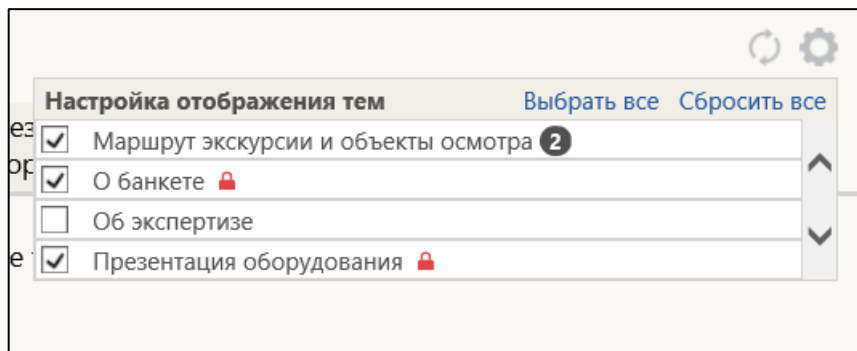 Настройка отображения тем Выбрать все Сбросить все
Маршрут экскурсии и объекты осмотра 2
О банкете
Об экспертизе
Презентация оборудования